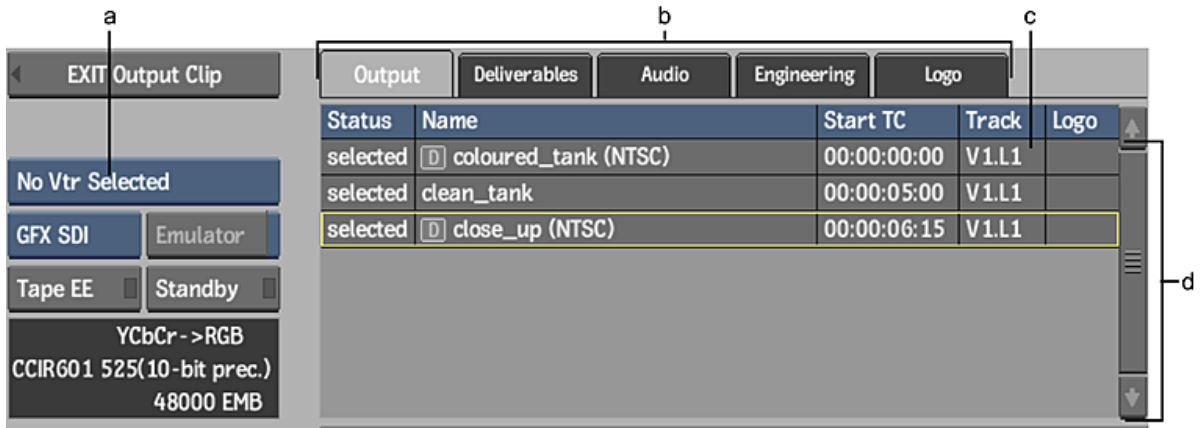 a b c
EXIT Output Clip
Output Deliverables Audio Engineering Logo
Status Name Start TC Track Logo
selected D coloured_tank (NTSC) 00:00:00:00 V1.L1
selected clean_tank 00:00:05:00 V1.L1
selected D close_up (NTSC) 00:00:06:15 V1.L1
No Vtr Selected
GFX SDI Emulator
Tape EE Standby
YCbCr->RGB
CCIR601 525(10-bit prec.)
48000 EMB
d